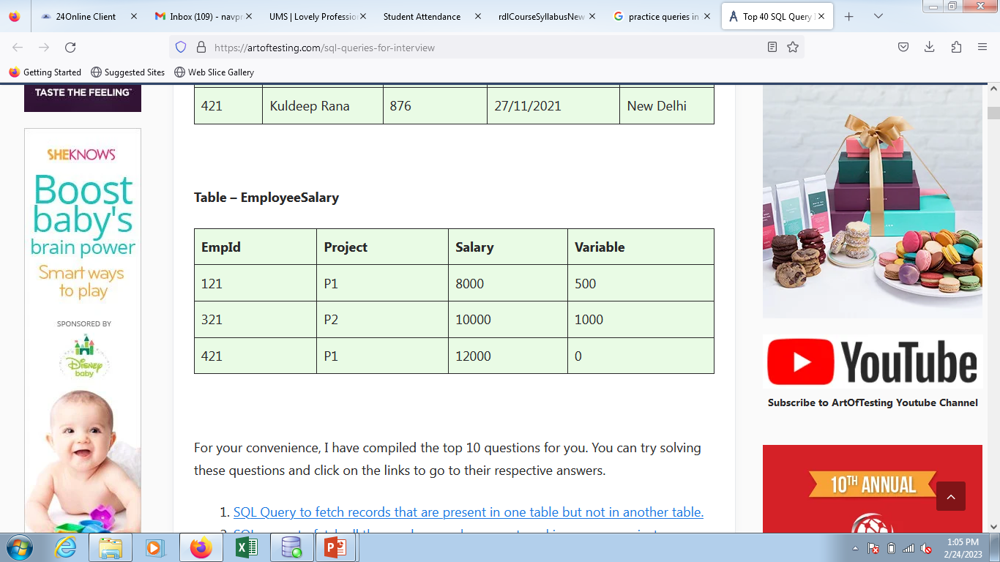 24Online Client
Inbox (109) - navpr
UMS | Lovely Profession
Student Attendance
rdlCourseSyllabusNew
practice queries in
Top 40 SQL Query I
https://artoftesting.com/sql-queries-for-interview
Getting Started
Suggested Sites
Web Slice Gallery
TASTE THE FEELING™
421 Kuldeep Rana 876 27/11/2021 New Delhi
SHEKNOWS
Boost
baby's
brain power
Smart ways
to play
SPONSORED BY
Disney
baby
Table – EmployeeSalary
EmpId Project Salary Variable
121 P1 8000 500
321 P2 10000 1000
421 P1 12000 0
For your convenience, I have compiled the top 10 questions for you. You can try solving
these questions and click on the links to go to their respective answers.
1. SQL Query to fetch records that are present in one table but not in another table.
YouTube
Subscribe to ArtOfTesting Youtube Channel
10TH ANNUAL
1:05 PM
2/24/2023